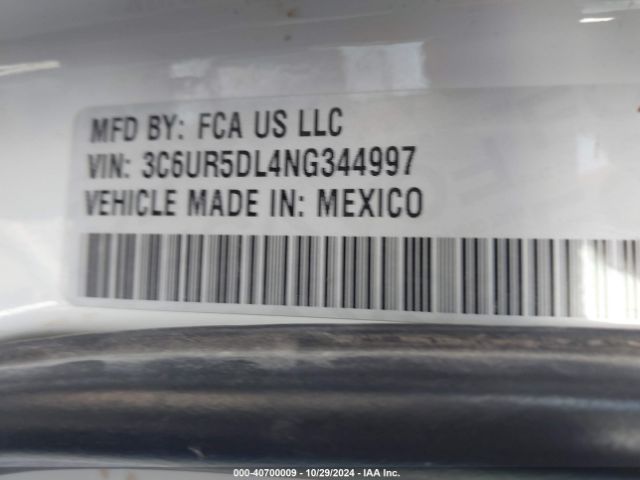 MFD BY: FCA US LLC
VIN: 3C6UR5DL4NG344997
VEHICLE MADE IN: MEXICO
000-40700009 - 10/29/2024 - IAA Inc.